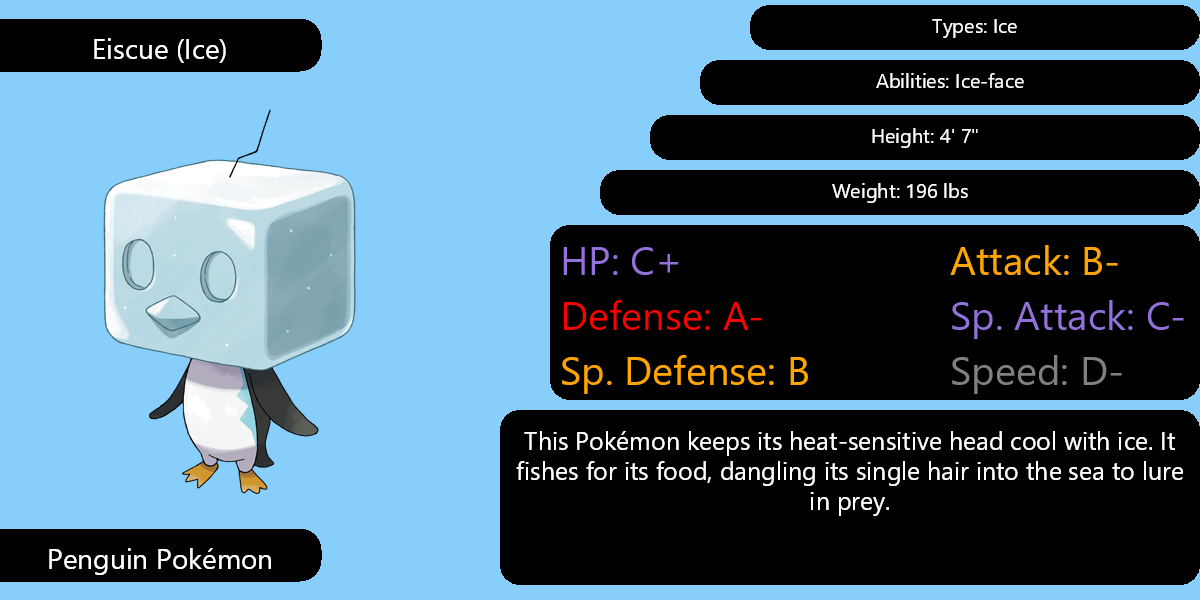 Eiscue (Ice)
Types: Ice
Abilities: Ice-face
Height: 4' 7"
Weight: 196 lbs
HP: C+
Attack: B-
Defense: A-
Sp. Attack: C-
Sp. Defense: B
Speed: D-
This Pokémon keeps its heat-sensitive head cool with ice. It
fishes for its food, dangling its single hair into the sea to lure
in prey.
Penguin Pokémon